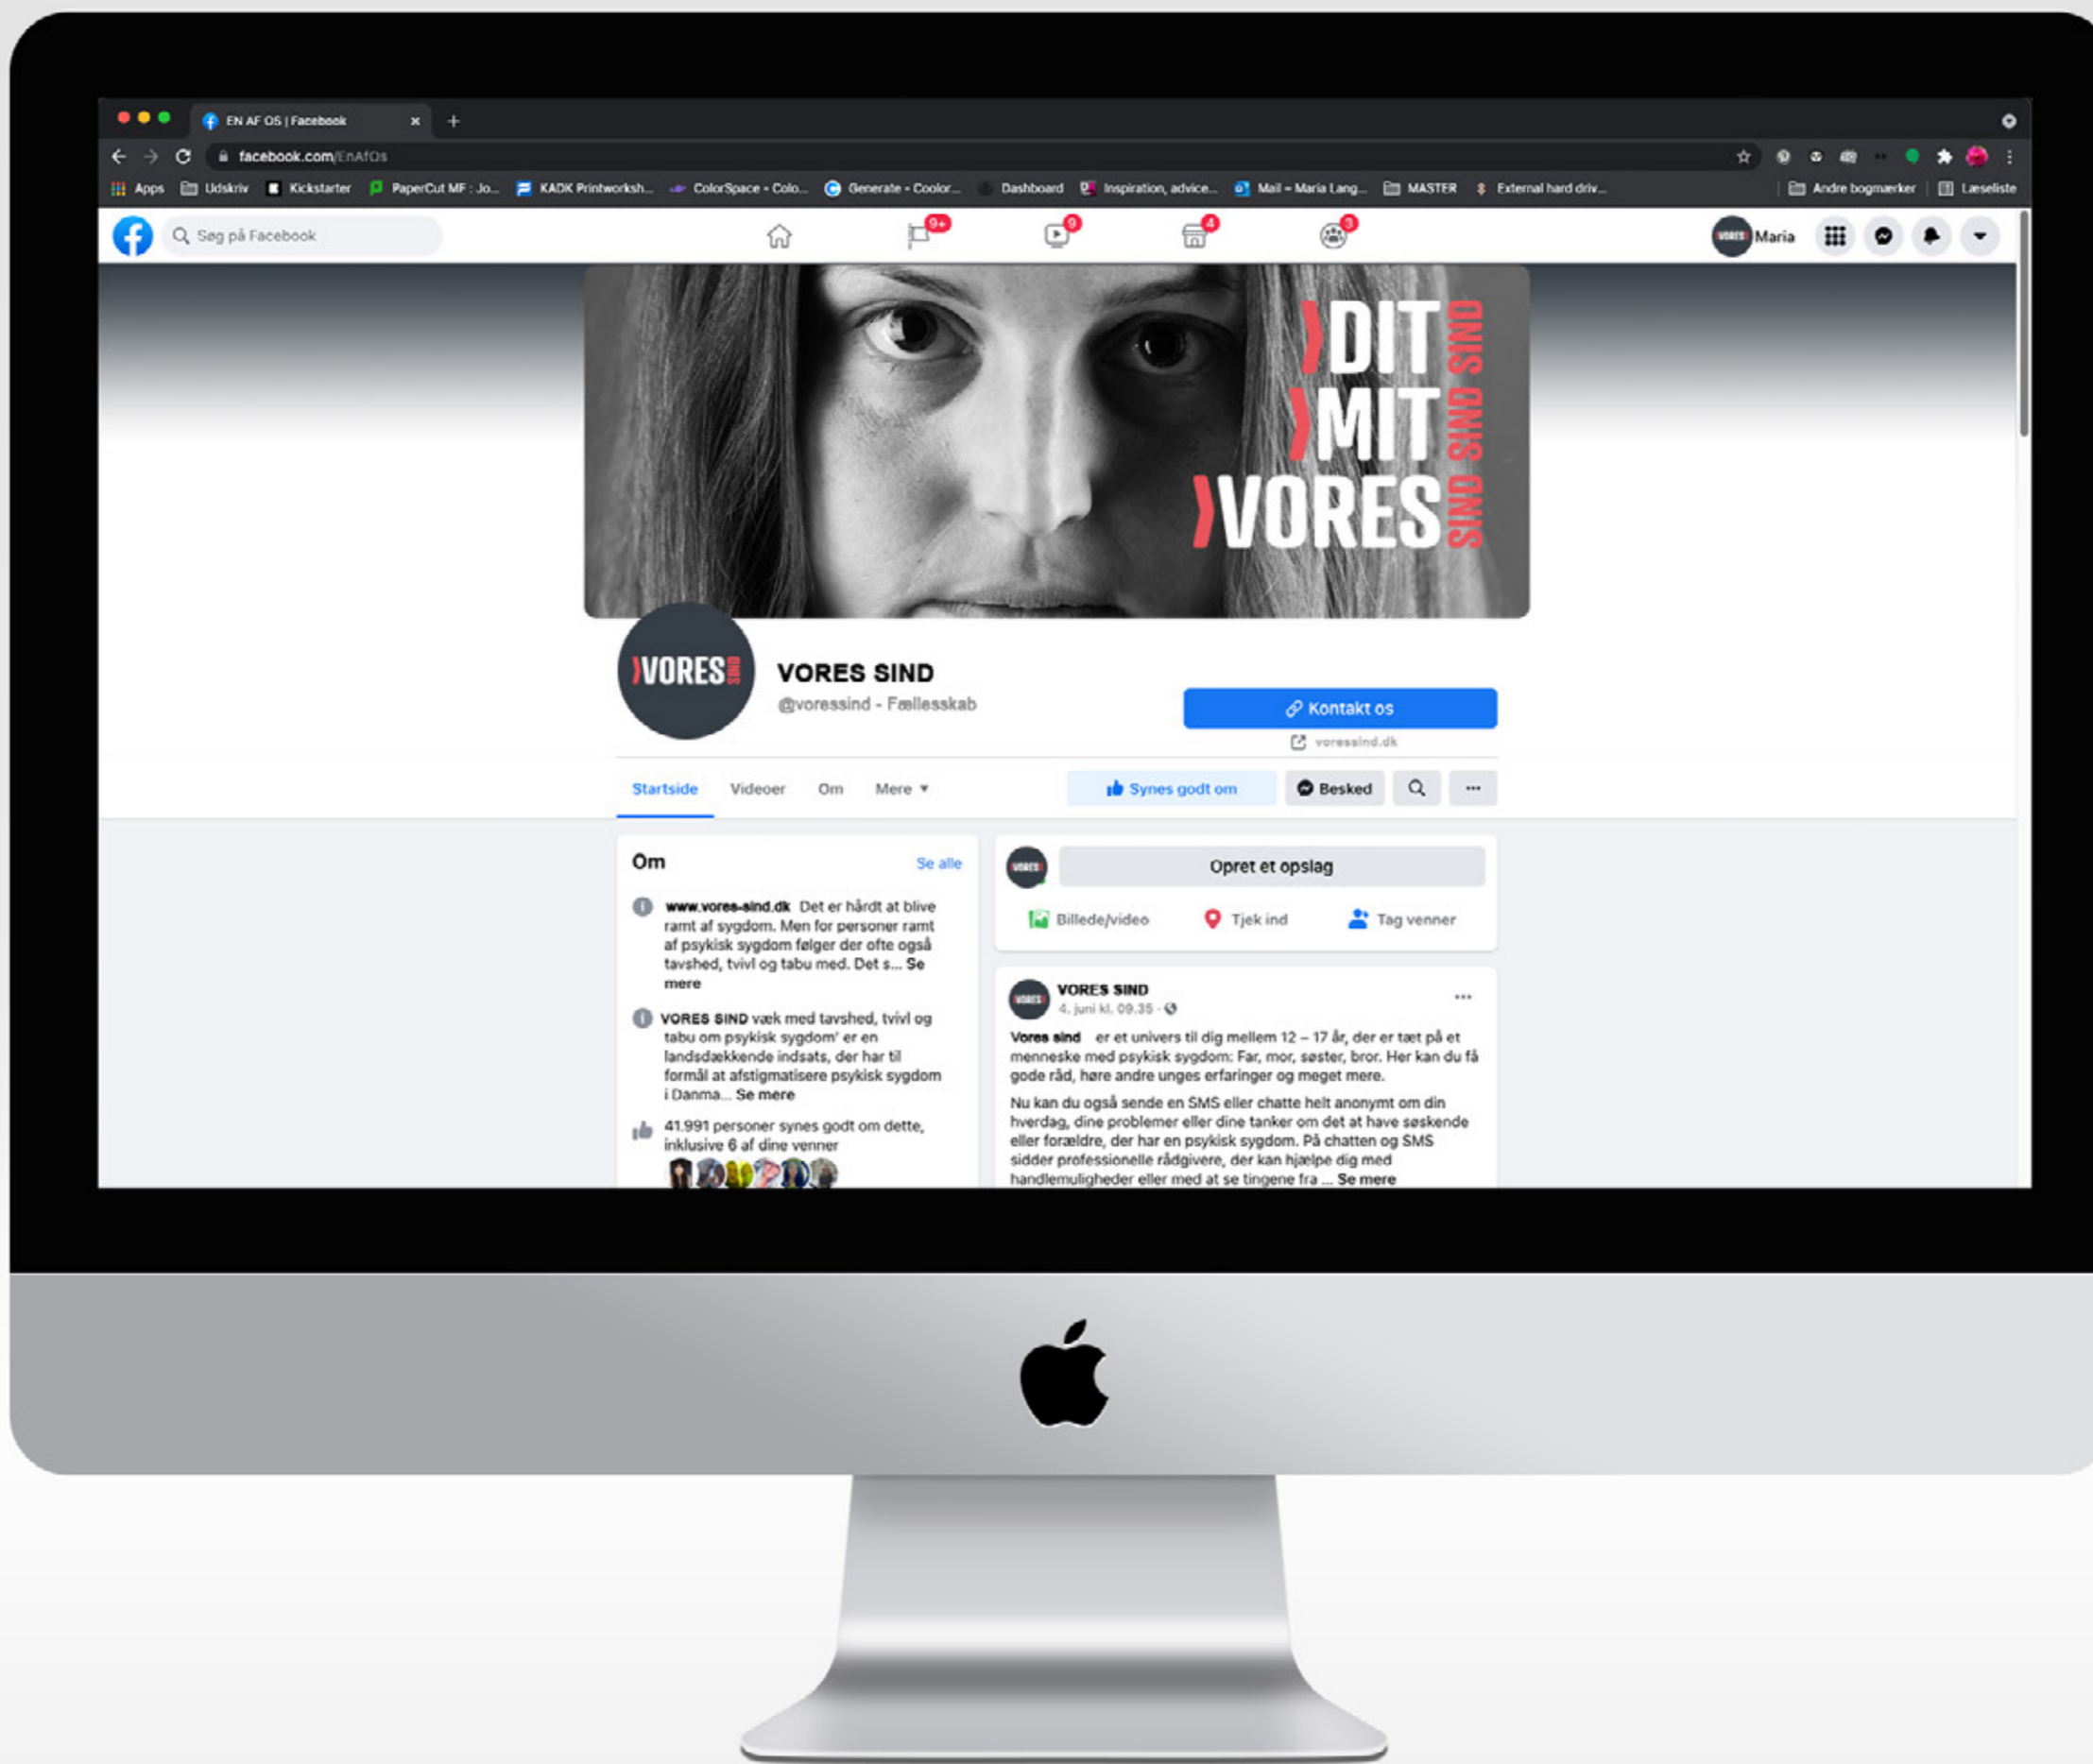 EN AF OS | Facebook
facebook.com/EnAfOs
Apps Udskriv Kickstarter PaperCut MF : Jo... KADK Printworksh... ColorSpace - Colo... Generate - Coolor... Dashboard Inspiration, advice... Mail – Maria Lang... MASTER External hard driv... Andre bogmærker Læseliste
Søg på Facebook 9+ 9 4 3 VORES Maria
DIT SIND
MIT SIND
VORES SIND
VORES SIND
VORES SIND
@voressind - Fællesskab
Kontakt os
voressind.dk
Startside Videoer Om Mere Synes godt om Besked ...
Om Se alle
www.vores-sind.dk Det er hårdt at blive
ramt af sygdom. Men for personer ramt
af psykisk sygdom følger der ofte også
tavshed, tvivl og tabu med. Det s... Se
mere
VORES SIND væk med tavshed, tvivl og
tabu om psykisk sygdom' er en
landsdækkende indsats, der har til
formål at afstigmatisere psykisk sygdom
i Danma... Se mere
41.991 personer synes godt om dette,
inklusive 6 af dine venner
VORES
Opret et opslag
Billede/video Tjek ind Tag venner
VORES
VORES SIND ...
4. juni kl. 09.35 ·
Vores sind er et univers til dig mellem 12 – 17 år, der er tæt på et
menneske med psykisk sygdom: Far, mor, søster, bror. Her kan du få
gode råd, høre andre unges erfaringer og meget mere.
Nu kan du også sende en SMS eller chatte helt anonymt om din
hverdag, dine problemer eller dine tanker om det at have søskende
eller forældre, der har en psykisk sygdom. På chatten og SMS
sidder professionelle rådgivere, der kan hjælpe dig med
handlemuligheder eller med at se tingene fra ... Se mere